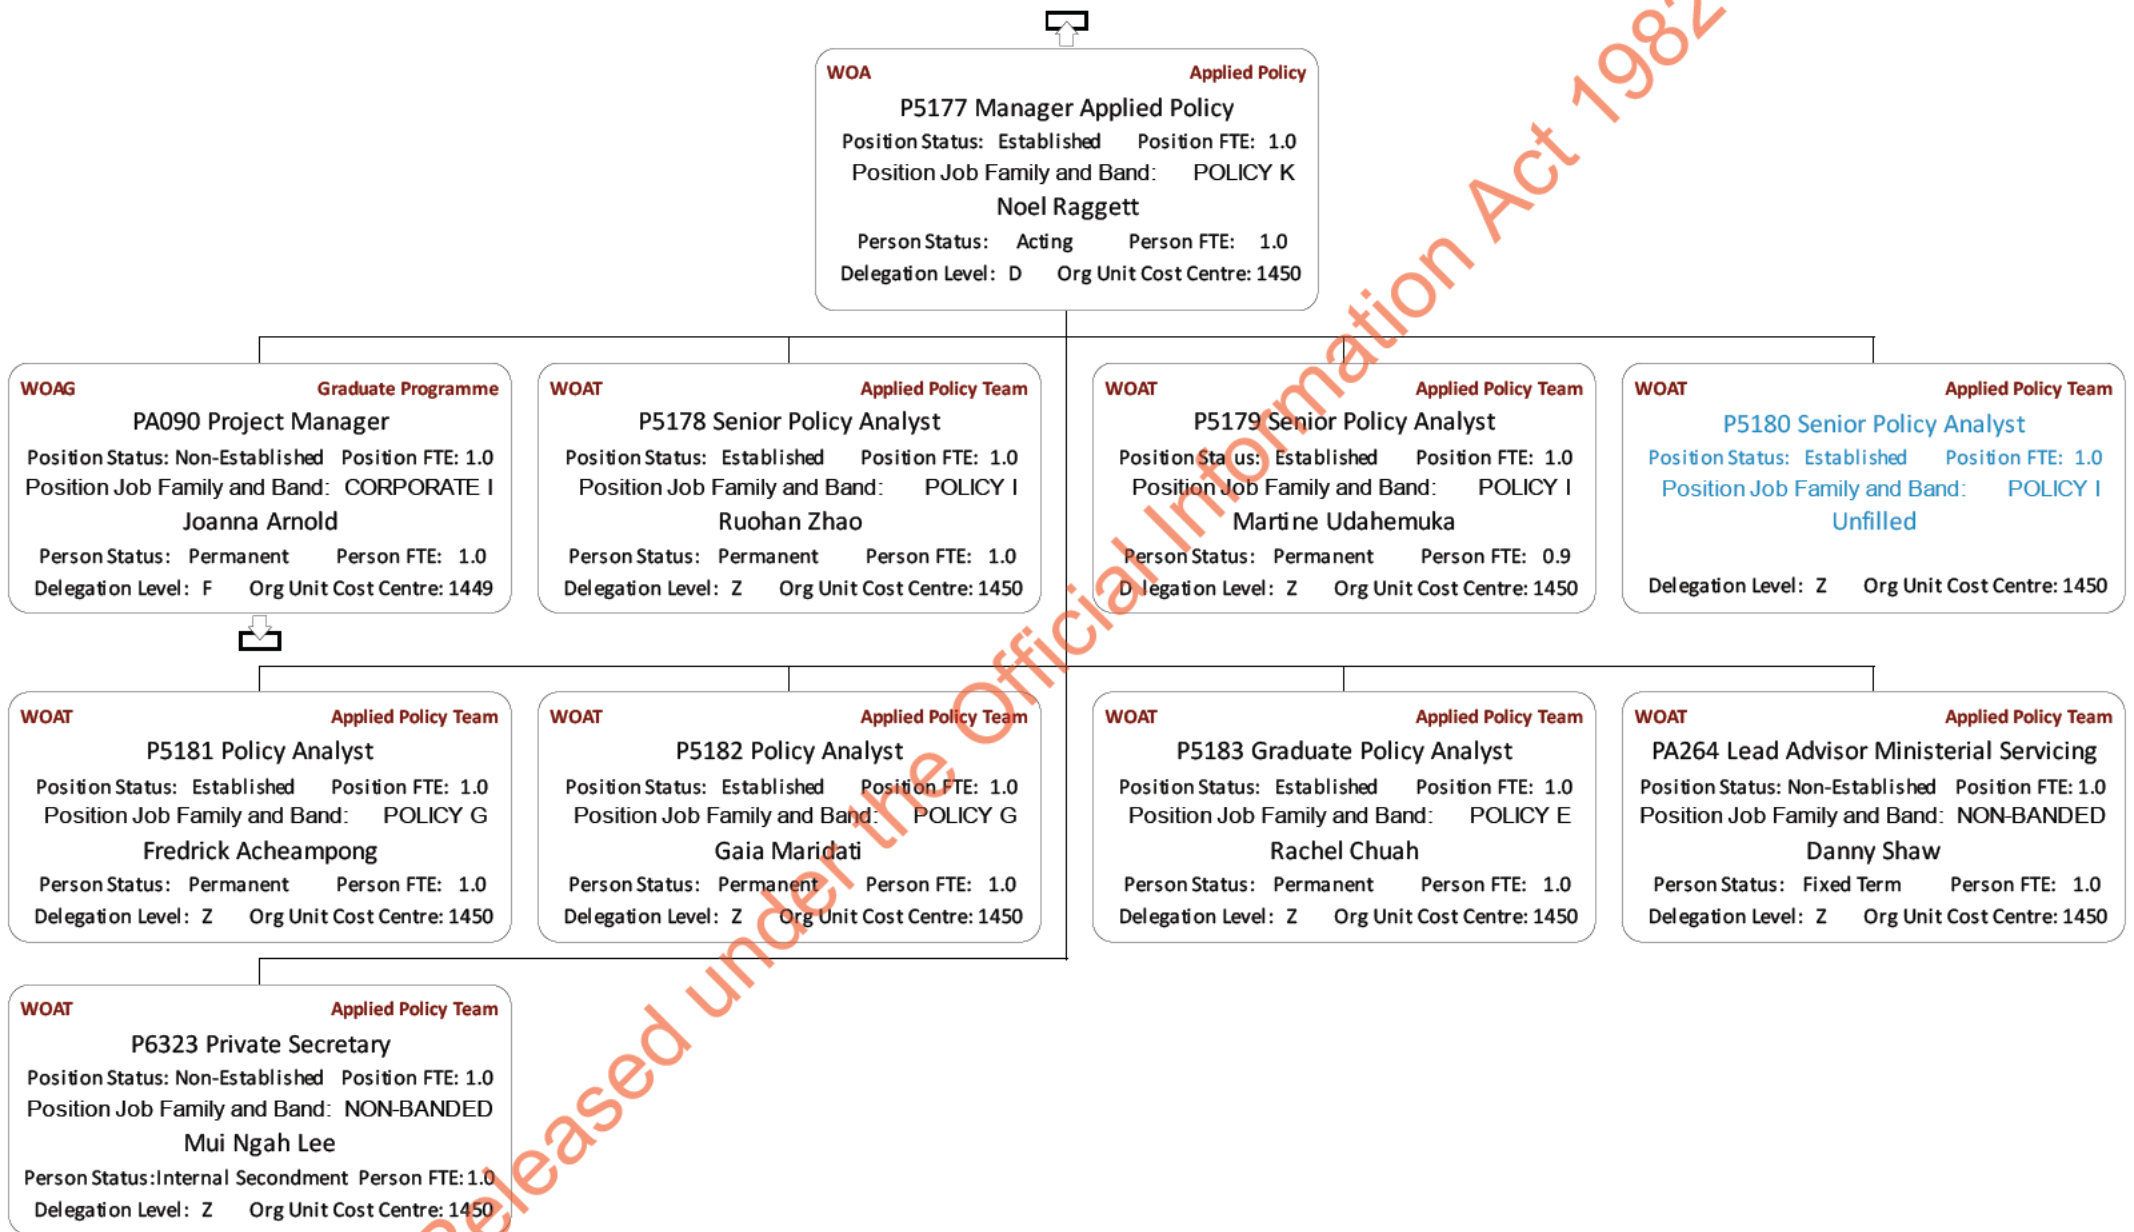 WOA Applied Policy
P5177 Manager Applied Policy
Position Status: Established Position FTE: 1.0
Position Job Family and Band: POLICY K
Noel Raggett
Person Status: Acting Person FTE: 1.0
Delegation Level: D Org Unit Cost Centre: 1450
WOAG Graduate Programme
PA090 Project Manager
Position Status: Non-Established Position FTE: 1.0
Position Job Family and Band: CORPORATE I
Joanna Arnold
Person Status: Permanent Person FTE: 1.0
Delegation Level: F Org Unit Cost Centre: 1449
WOAT Applied Policy Team
P5178 Senior Policy Analyst
Position Status: Established Position FTE: 1.0
Position Job Family and Band: POLICY I
Ruohan Zhao
Person Status: Permanent Person FTE: 1.0
Delegation Level: Z Org Unit Cost Centre: 1450
WOAT Applied Policy Team
P5179 Senior Policy Analyst
Position Status: Established Position FTE: 1.0
Position Job Family and Band: POLICY I
Martine Udahemuka
Person Status: Permanent Person FTE: 0.9
Delegation Level: Z Org Unit Cost Centre: 1450
WOAT Applied Policy Team
P5180 Senior Policy Analyst
Position Status: Established Position FTE: 1.0
Position Job Family and Band: POLICY I
Unfilled
Delegation Level: Z Org Unit Cost Centre: 1450
WOAT Applied Policy Team
P5181 Policy Analyst
Position Status: Established Position FTE: 1.0
Position Job Family and Band: POLICY G
Fredrick Acheampong
Person Status: Permanent Person FTE: 1.0
Delegation Level: Z Org Unit Cost Centre: 1450
WOAT Applied Policy Team
P5182 Policy Analyst
Position Status: Established Position FTE: 1.0
Position Job Family and Band: POLICY G
Gaia Maridati
Person Status: Permanent Person FTE: 1.0
Delegation Level: Z Org Unit Cost Centre: 1450
WOAT Applied Policy Team
P5183 Graduate Policy Analyst
Position Status: Established Position FTE: 1.0
Position Job Family and Band: POLICY E
Rachel Chuah
Person Status: Permanent Person FTE: 1.0
Delegation Level: Z Org Unit Cost Centre: 1450
WOAT Applied Policy Team
PA264 Lead Advisor Ministerial Servicing
Position Status: Non-Established Position FTE: 1.0
Position Job Family and Band: NON-BANDED
Danny Shaw
Person Status: Fixed Term Person FTE: 1.0
Delegation Level: Z Org Unit Cost Centre: 1450
WOAT Applied Policy Team
P6323 Private Secretary
Position Status: Non-Established Position FTE: 1.0
Position Job Family and Band: NON-BANDED
Mui Ngah Lee
Person Status:Internal Secondment Person FTE:1.0
Delegation Level: Z Org Unit Cost Centre: 1450
Released under the Official Information Act 1982